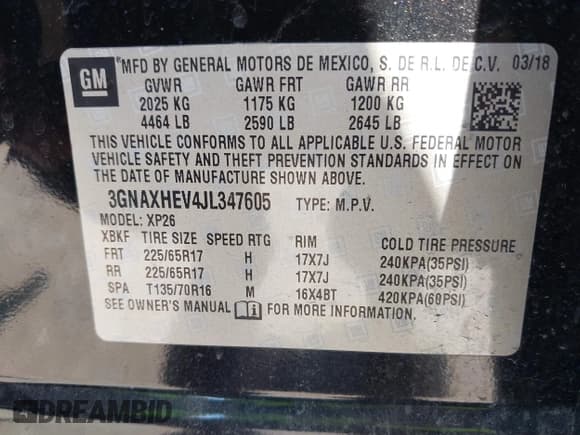 GM
MFD BY GENERAL MOTORS DE MEXICO, S. DE R.L. DE C.V. 03/18
GVWR GAWR FRT GAWR RR
2025 KG 1175 KG 1200 KG
4464 LB 2590 LB 2645 LB
THIS VEHICLE CONFORMS TO ALL APPLICABLE U.S. FEDERAL MOTOR
VEHICLE SAFETY AND THEFT PREVENTION STANDARDS IN EFFECT ON
THE DATE OF MANUFACTURE SHOWN ABOVE.
3GNAXHEV4JL347605 TYPE: M.P.V.
MODEL: XP26
XBKF TIRE SIZE SPEED RTG RIM COLD TIRE PRESSURE
FRT 225/65R17 H 17X7J 240KPA(35PSI)
RR 225/65R17 H 17X7J 240KPA(35PSI)
SPA T135/70R16 M 16X4BT 420KPA(60PSI)
SEE OWNER'S MANUAL FOR MORE INFORMATION.
DREAMBID